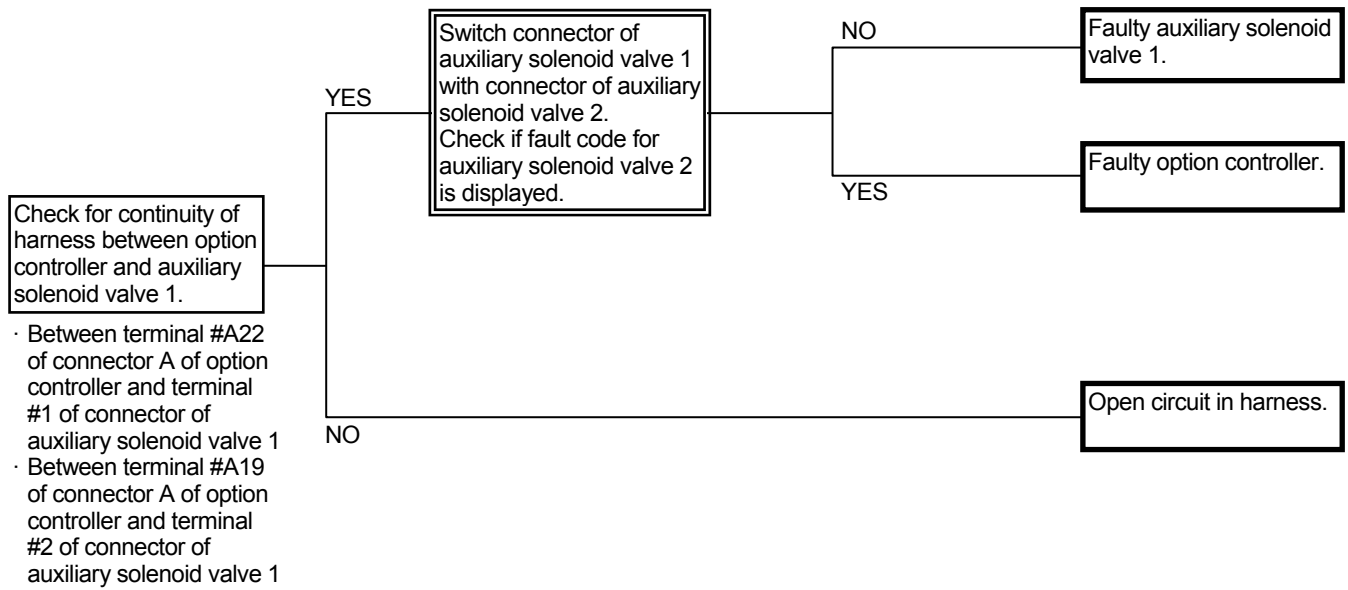 Check for continuity of
harness between option
controller and auxiliary
solenoid valve 1.
· Between terminal #A22
of connector A of option
controller and terminal
#1 of connector of
auxiliary solenoid valve 1
· Between terminal #A19
of connector A of option
controller and terminal
#2 of connector of
auxiliary solenoid valve 1
YES
Switch connector of
auxiliary solenoid valve 1
with connector of auxiliary
solenoid valve 2.
Check if fault code for
auxiliary solenoid valve 2
is displayed.
NO
Faulty auxiliary solenoid
valve 1.
YES
Faulty option controller.
NO
Open circuit in harness.